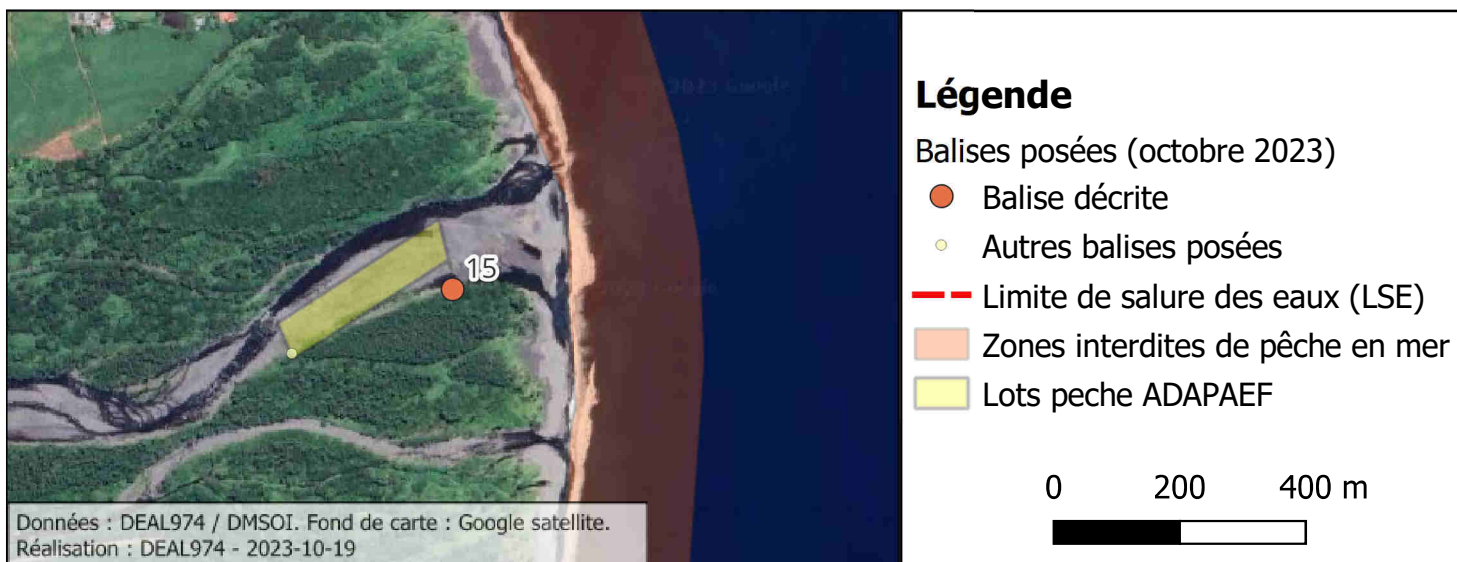 15
Données : DEAL974 / DMSOI. Fond de carte : Google satellite.
Réalisation : DEAL974 - 2023-10-19
Légende
Balises posées (octobre 2023)
Balise décrite
Autres balises posées
Limite de salure des eaux (LSE)
Zones interdites de pêche en mer
Lots peche ADAPAEF
0 200 400 m